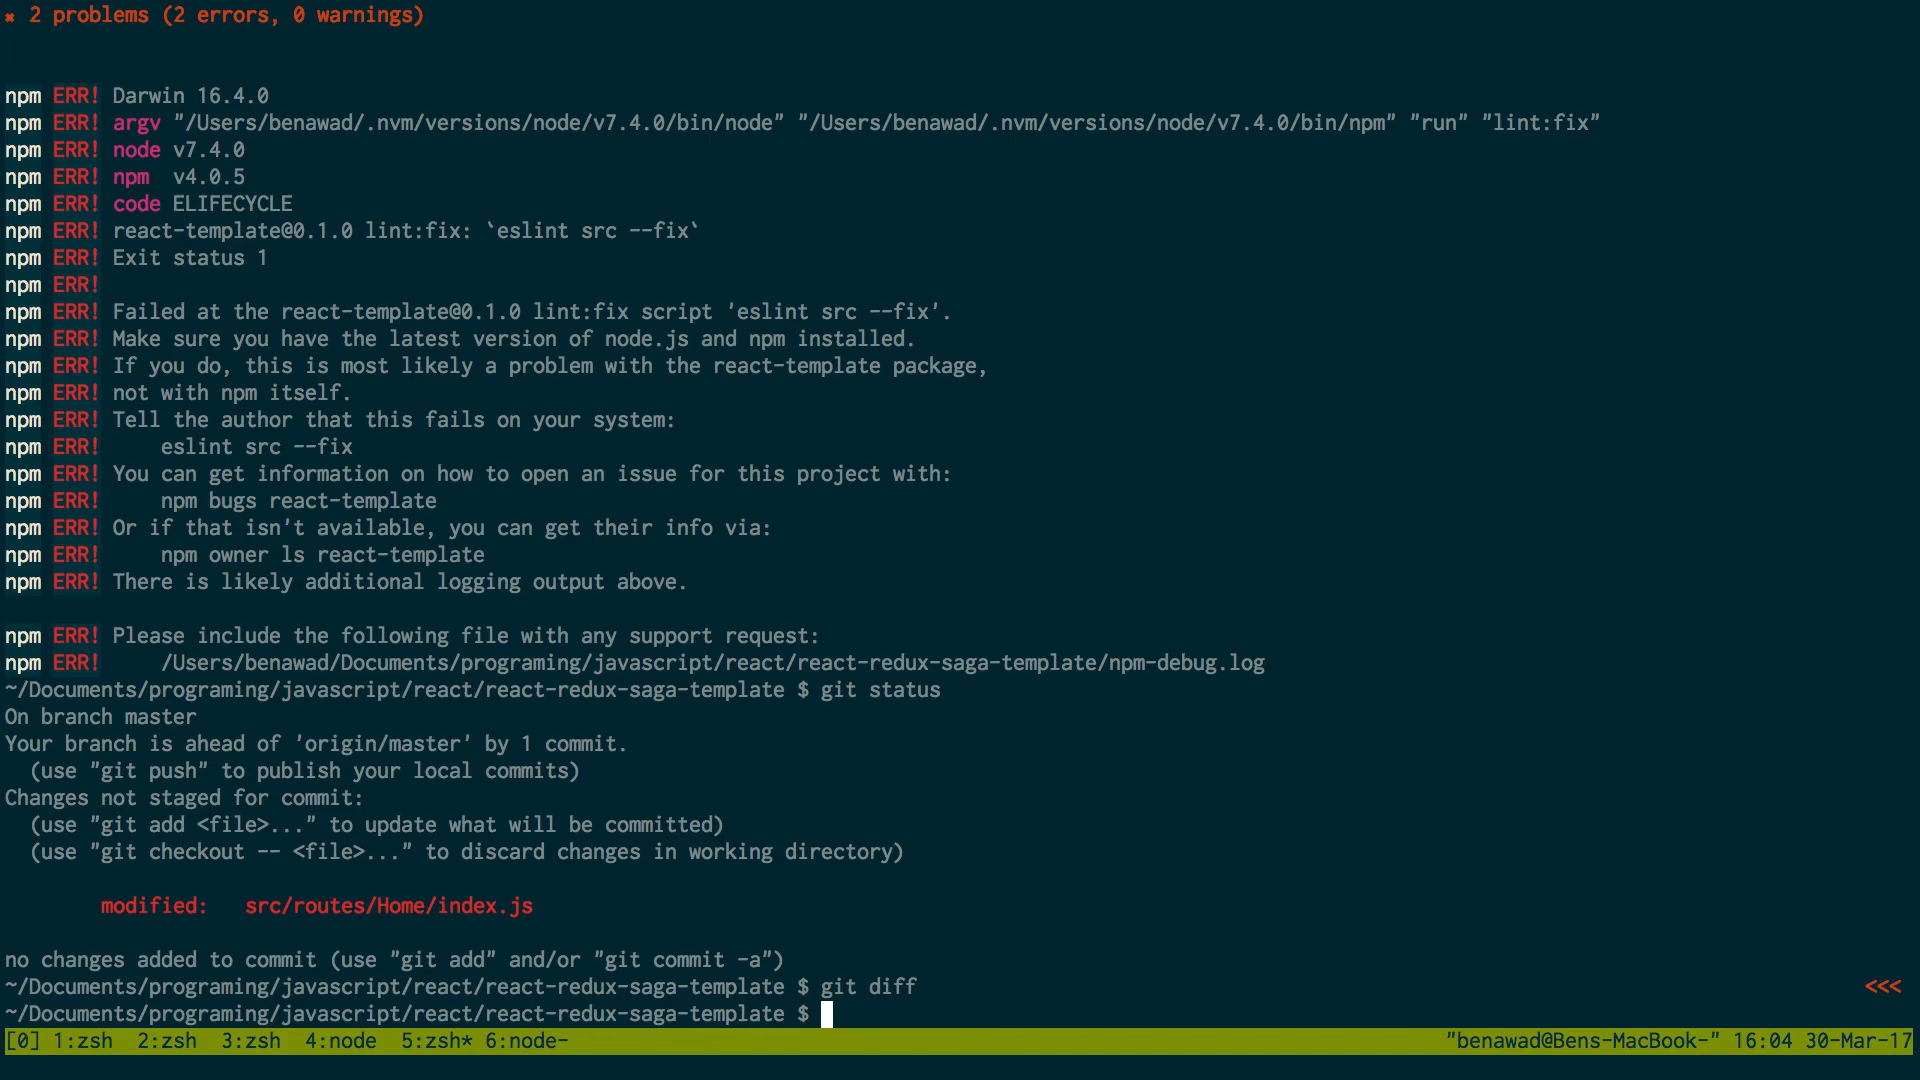 ✖ 2 problems (2 errors, 0 warnings)
npm ERR! Darwin 16.4.0
npm ERR! argv "/Users/benawad/.nvm/versions/node/v7.4.0/bin/node" "/Users/benawad/.nvm/versions/node/v7.4.0/bin/npm" "run" "lint:fix"
npm ERR! node v7.4.0
npm ERR! npm  v4.0.5
npm ERR! code ELIFECYCLE
npm ERR! react-template@0.1.0 lint:fix: `eslint src --fix`
npm ERR! Exit status 1
npm ERR!
npm ERR! Failed at the react-template@0.1.0 lint:fix script 'eslint src --fix'.
npm ERR! Make sure you have the latest version of node.js and npm installed.
npm ERR! If you do, this is most likely a problem with the react-template package,
npm ERR! not with npm itself.
npm ERR! Tell the author that this fails on your system:
npm ERR!     eslint src --fix
npm ERR! You can get information on how to open an issue for this project with:
npm ERR!     npm bugs react-template
npm ERR! Or if that isn't available, you can get their info via:
npm ERR!     npm owner ls react-template
npm ERR! There is likely additional logging output above.
npm ERR! Please include the following file with any support request:
npm ERR!     /Users/benawad/Documents/programing/javascript/react/react-redux-saga-template/npm-debug.log
~/Documents/programing/javascript/react/react-redux-saga-template $ git status
On branch master
Your branch is ahead of 'origin/master' by 1 commit.
  (use "git push" to publish your local commits)
Changes not staged for commit:
  (use "git add <file>..." to update what will be committed)
  (use "git checkout -- <file>..." to discard changes in working directory)
        modified:   src/routes/Home/index.js
no changes added to commit (use "git add" and/or "git commit -a")
~/Documents/programing/javascript/react/react-redux-saga-template $ git diff <<<
~/Documents/programing/javascript/react/react-redux-saga-template $
[0] 1:zsh  2:zsh  3:zsh  4:node  5:zsh* 6:node- "benawad@Bens-MacBook-" 16:04 30-Mar-17